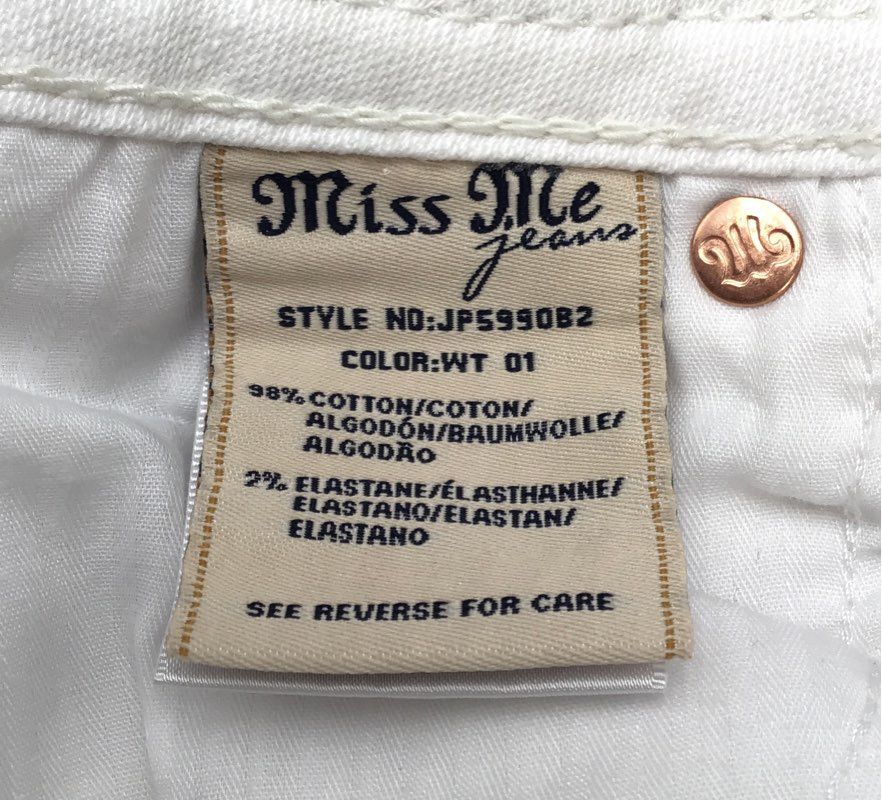 Miss Me
jeans
STYLE NO:JP5990B2
COLOR:WT 01
98% COTTON/COTON/
ALGODÓN/BAUMWOLLE/
ALGODÃO
2% ELASTANE/ÉLASTHANNE/
ELASTANO/ELASTAN/
ELASTANO
SEE REVERSE FOR CARE
M